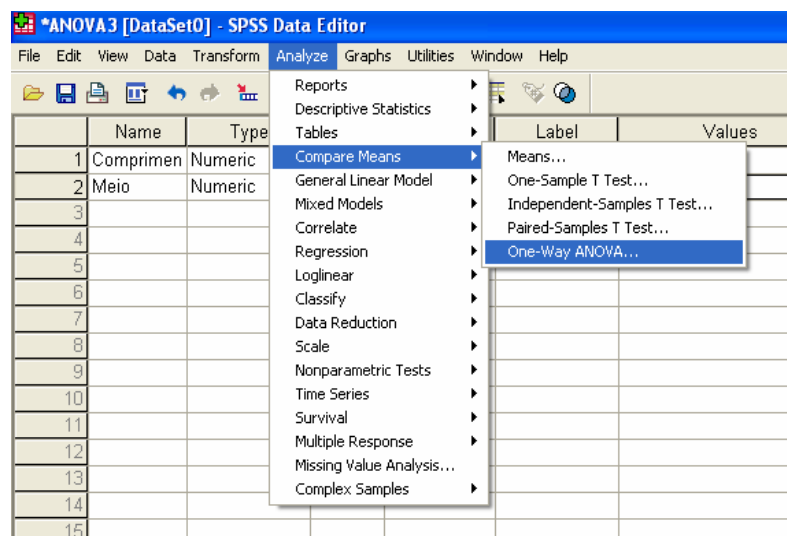 *ANOVA3 [DataSet0] - SPSS Data Editor
File Edit View Data Transform Analyze Graphs Utilities Window Help
Name Type Label Values
1 Comprimen Numeric
2 Meio Numeric
3
4
5
6
7
8
9
10
11
12
13
14
15
Reports
Descriptive Statistics
Tables
Compare Means
General Linear Model
Mixed Models
Correlate
Regression
Loglinear
Classify
Data Reduction
Scale
Nonparametric Tests
Time Series
Survival
Multiple Response
Missing Value Analysis...
Complex Samples
Means...
One-Sample T Test...
Independent-Samples T Test...
Paired-Samples T Test...
One-Way ANOVA...